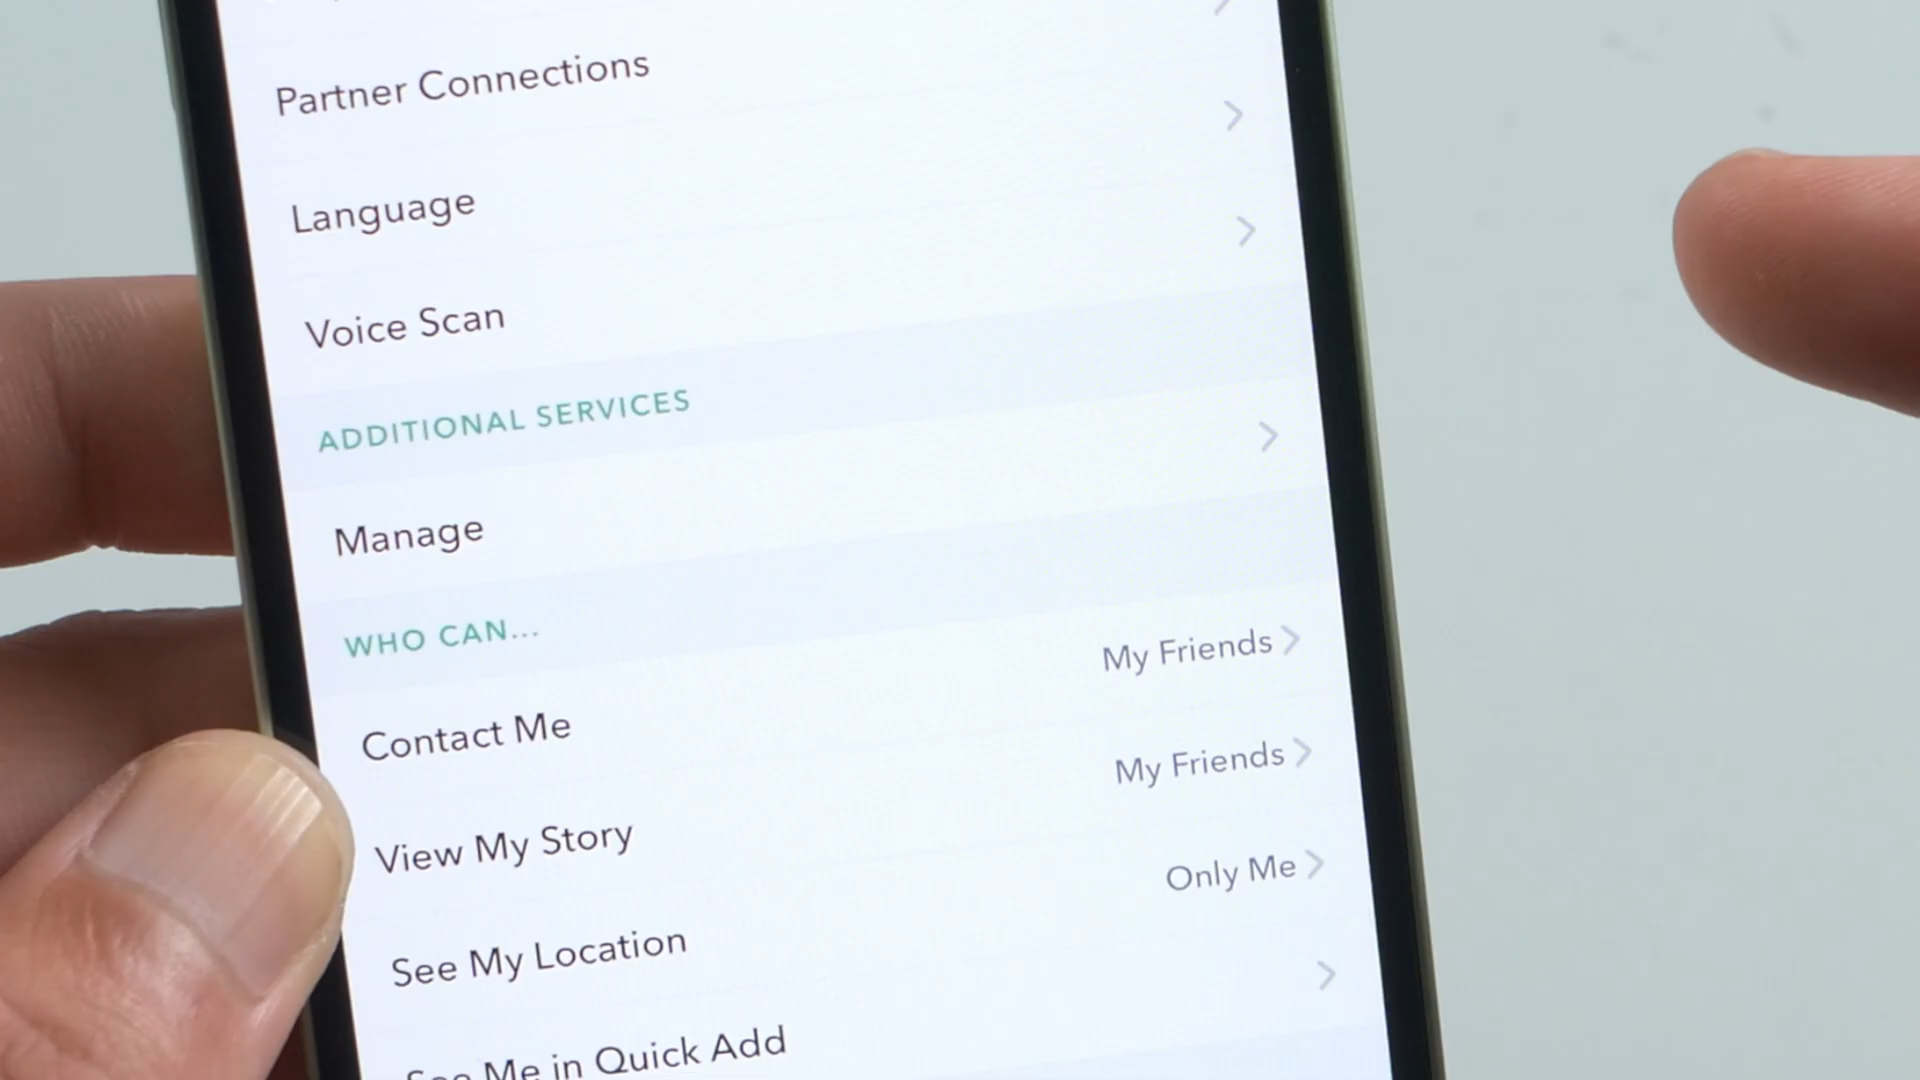 Partner Connections
Language
Voice Scan
ADDITIONAL SERVICES
Manage
WHO CAN...
Contact Me My Friends
View My Story My Friends
See My Location Only Me
See Me in Quick Add